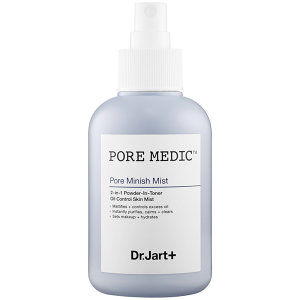 PORE MEDIC™
Pore Minish Mist
2-in-1 Powder-In-Toner
Oil Control Skin Mist
• Mattifies + controls excess oil
• Instantly purifies, calms + clears
• Sets makeup + hydrates
Dr.Jart+